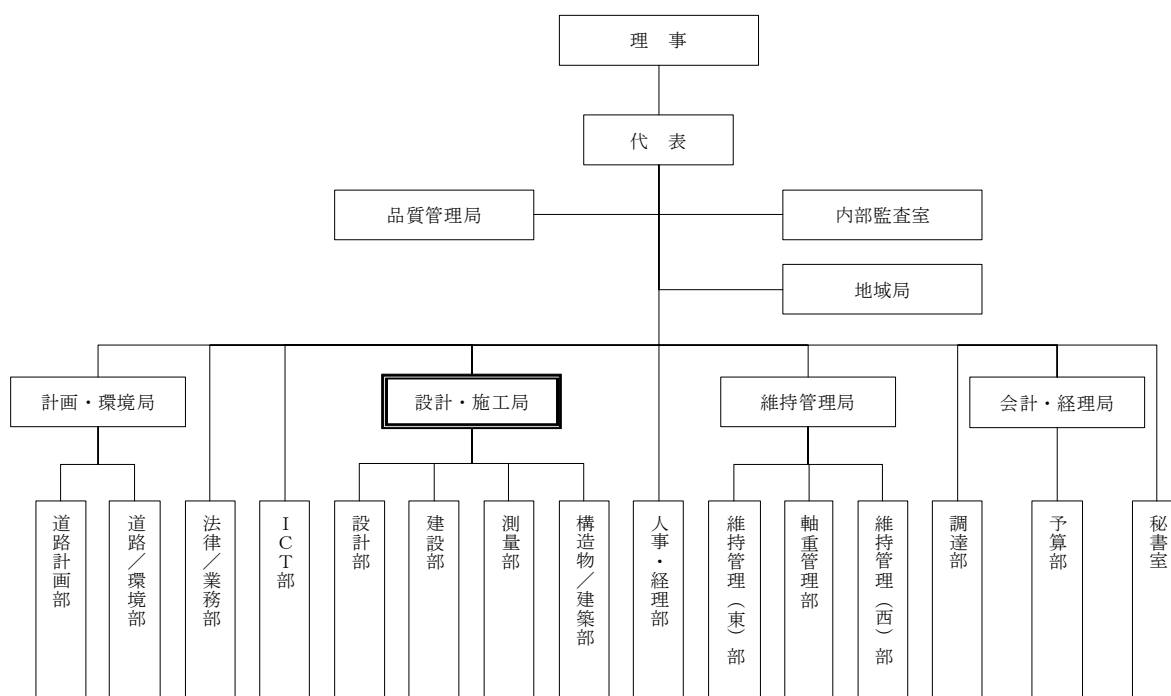 理　事
代　表
品質管理局
内部監査室
地域局
計画・環境局
設計・施工局
維持管理局
会計・経理局
道路計画部
道路／環境部
法律／業務部
ICT部
設計部
建設部
測量部
構造物／建築部
人事・経理部
維持管理（東）部
軸重管理部
維持管理（西）部
調達部
予算部
秘書室